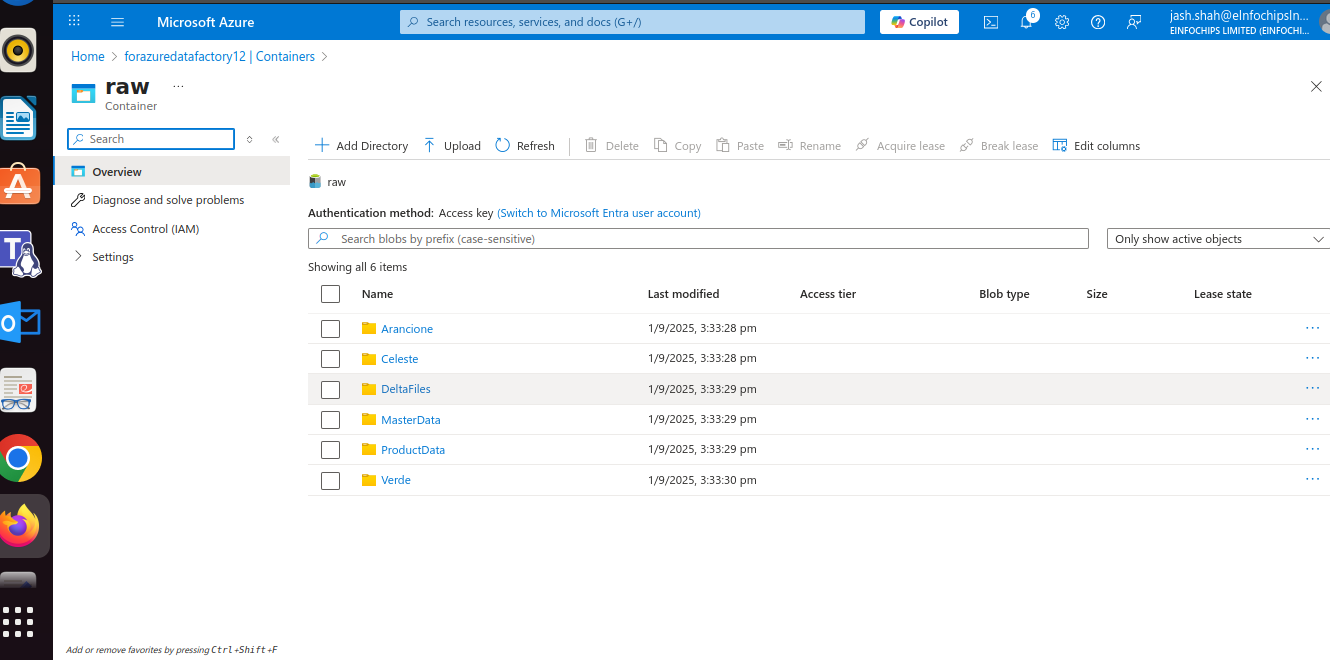 Microsoft Azure
Search resources, services, and docs (G+/)
Copilot
6
jash.shah@eInfochipsIn...
EINFOCHIPS LIMITED (EINFOCHI...
Home > forazuredatafactory12 | Containers >
raw ...
Container
Search
Overview
Diagnose and solve problems
Access Control (IAM)
Settings
Add Directory Upload Refresh Delete Copy Paste Rename Acquire lease Break lease Edit columns
raw
Authentication method: Access key (Switch to Microsoft Entra user account)
Search blobs by prefix (case-sensitive)
Only show active objects
Showing all 6 items
Name Last modified Access tier Blob type Size Lease state
Arancione 1/9/2025, 3:33:28 pm ...
Celeste 1/9/2025, 3:33:28 pm ...
DeltaFiles 1/9/2025, 3:33:29 pm ...
MasterData 1/9/2025, 3:33:29 pm ...
ProductData 1/9/2025, 3:33:29 pm ...
Verde 1/9/2025, 3:33:30 pm ...
Add or remove favorites by pressing Ctrl+Shift+F